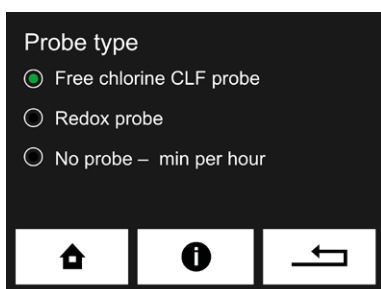 Probe type
Free chlorine CLF probe
Redox probe
No probe – min per hour